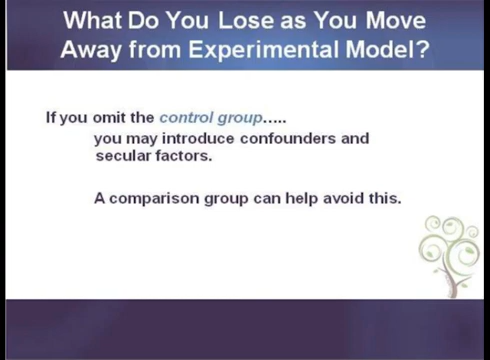 What Do You Lose as You Move
Away from Experimental Model?
If you omit the control group…..
you may introduce confounders and
secular factors.
A comparison group can help avoid this.